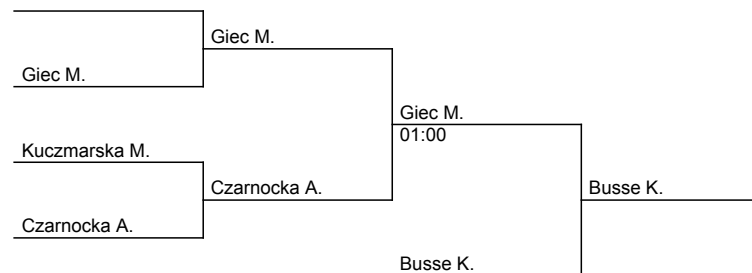 Giec M.
Giec M.
Giec M.
01:00
Kuczmarska M.
Czarnocka A.
Busse K.
Czarnocka A.
Busse K.